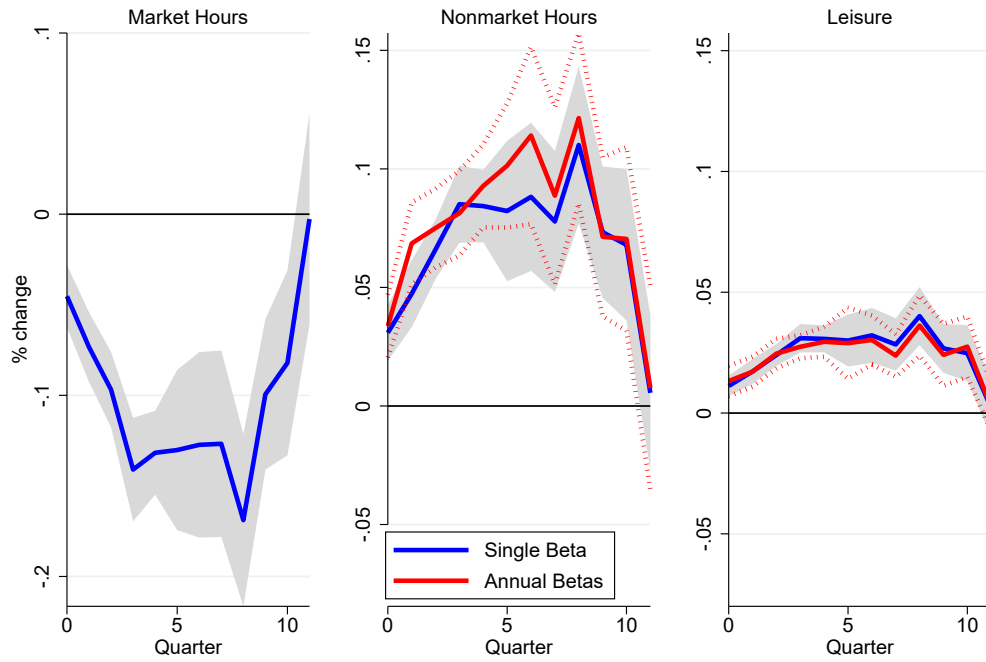 Market Hours
Nonmarket Hours
Leisure
% change
.1
0
-.1
-.2
0
5
10
Quarter
.15
.1
.05
0
-.05
0
5
10
Quarter
Single Beta
Annual Betas
.15
.1
.05
0
-.05
0
5
10
Quarter